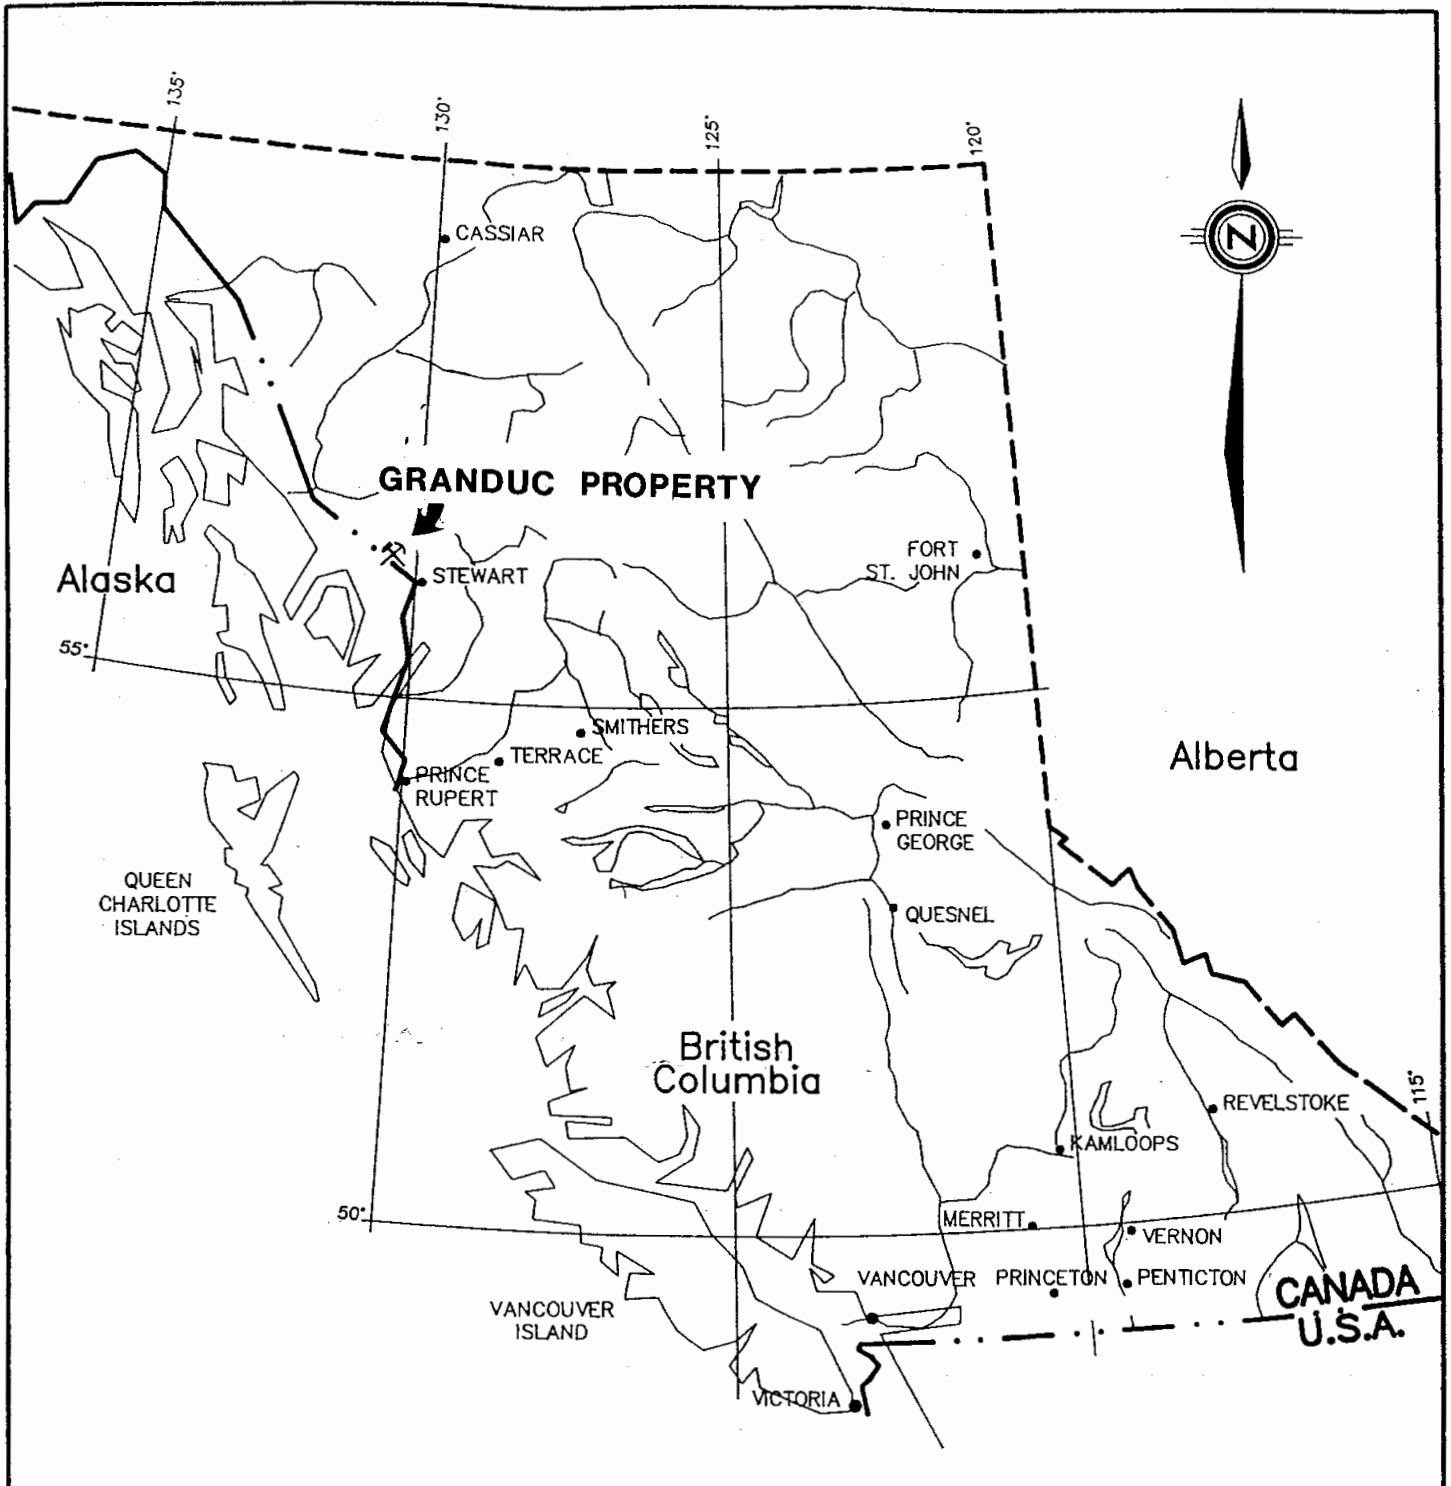 135°
130°
125°
120°
CASSIAR
N
GRANDUC PROPERTY
FORT
ST. JOHN
STEWART
Alaska
55°
SMITHERS
TERRACE
PRINCE
RUPERT
Alberta
PRINCE
GEORGE
QUEEN
CHARLOTTE
ISLANDS
QUESNEL
British
Columbia
115°
REVELSTOKE
KAMLOOPS
50°
MERRITT
VERNON
VANCOUVER
PRINCETON
PENTICTON
CANADA
U.S.A.
VANCOUVER
ISLAND
VICTORIA